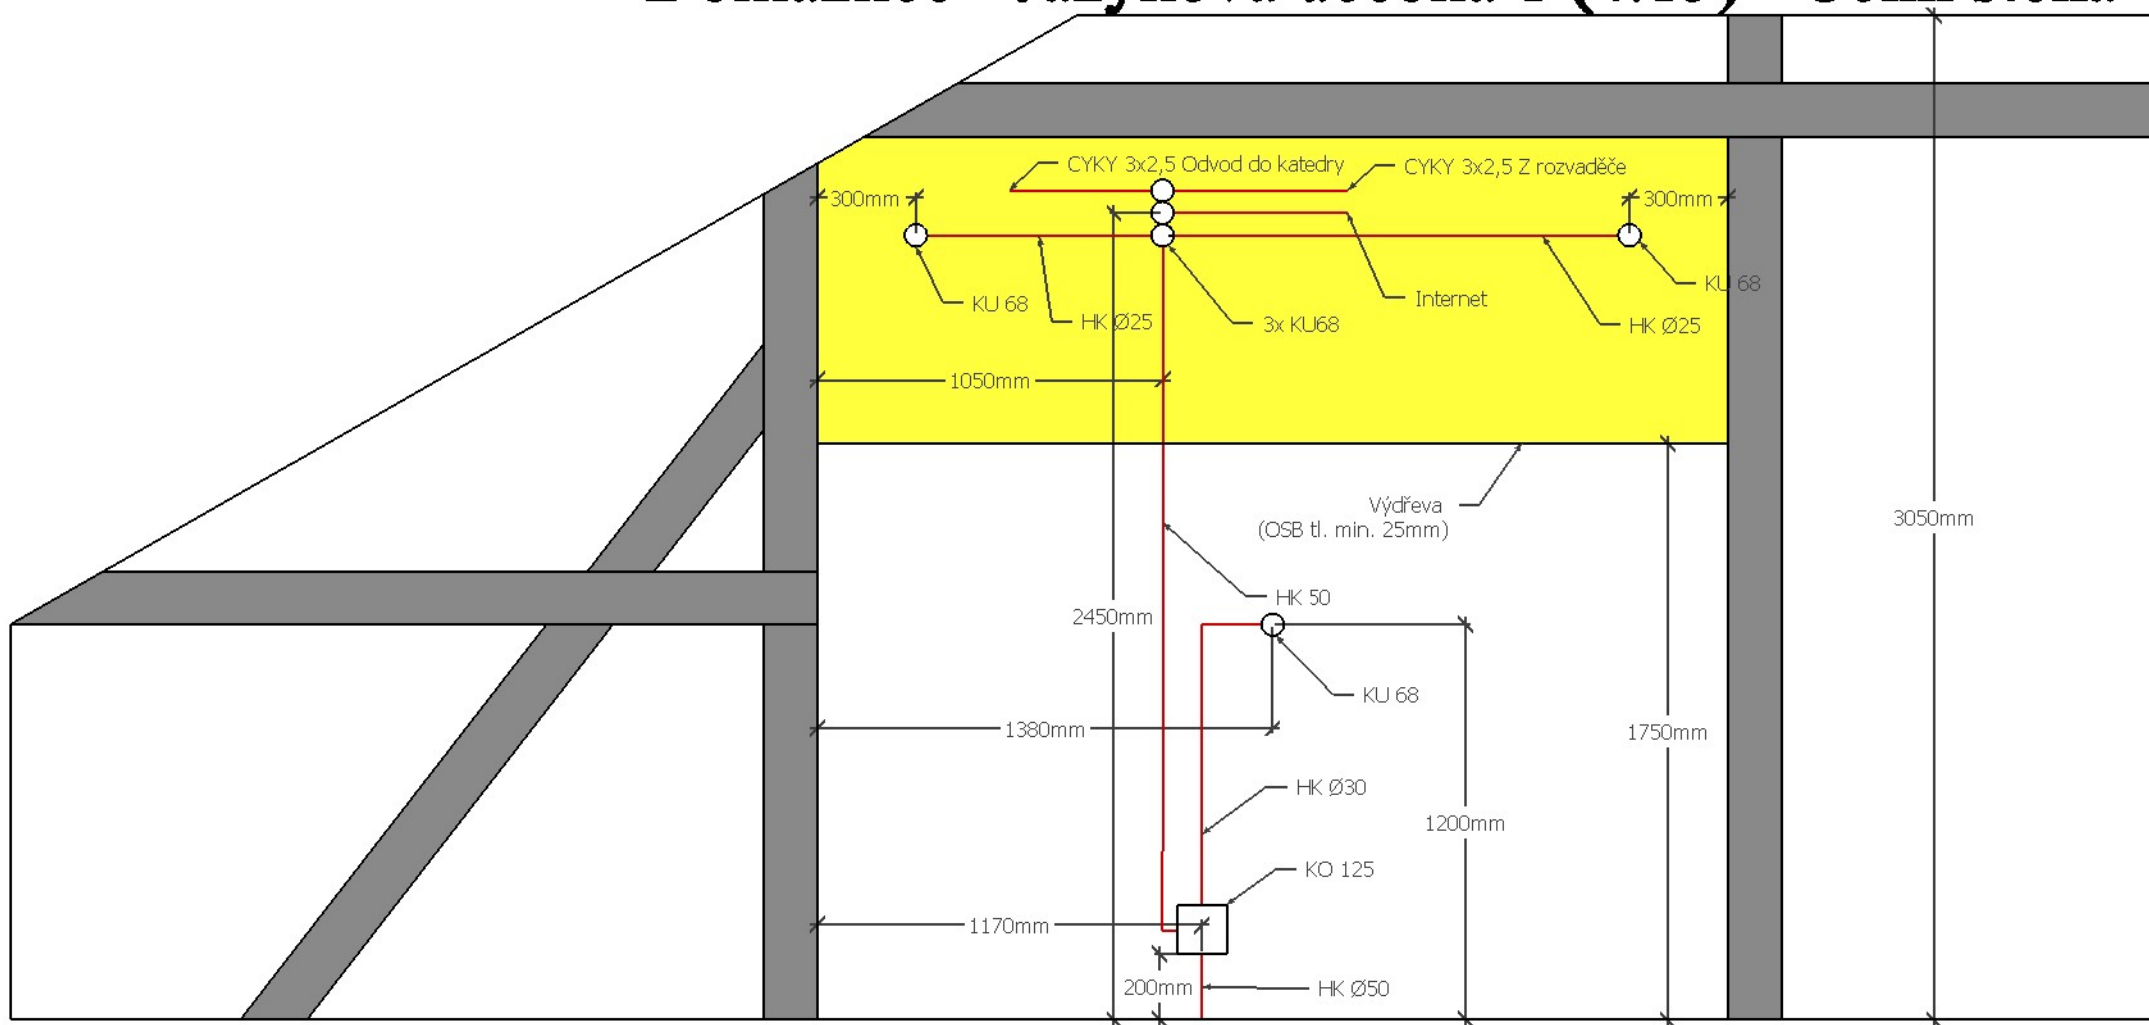 CYKY 3x2,5 Odvod do katedry
CYKY 3x2,5 Z rozvaděče
300mm
300mm
KU 68
HK Ø25
3x KU68
Internet
KU 68
HK Ø25
1050mm
Výdřeva
(OSB tl. min. 25mm)
3050mm
HK 50
2450mm
KU 68
1380mm
1750mm
HK Ø30
1200mm
KO 125
1170mm
200mm
HK Ø50